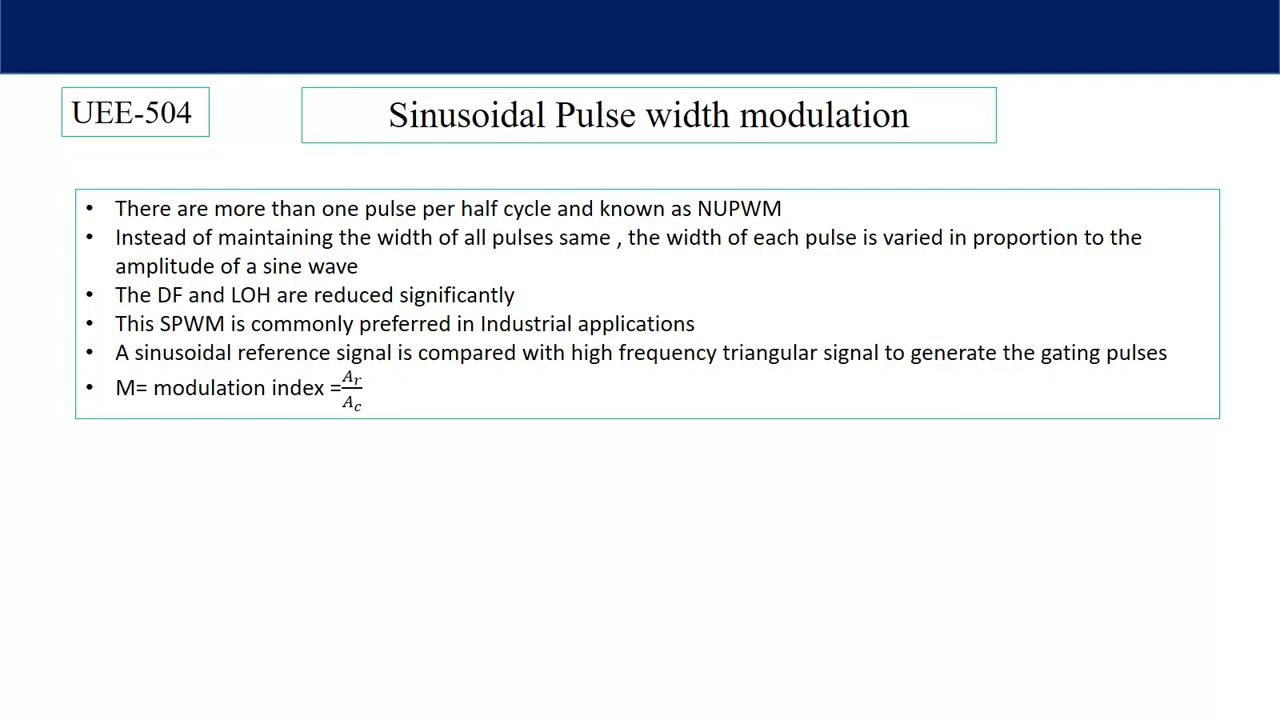 UEE-504
Sinusoidal Pulse width modulation
• There are more than one pulse per half cycle and known as NUPWM
• Instead of maintaining the width of all pulses same , the width of each pulse is varied in proportion to the
amplitude of a sine wave
• The DF and LOH are reduced significantly
• This SPWM is commonly preferred in Industrial applications
• A sinusoidal reference signal is compared with high frequency triangular signal to generate the gating pulses
• M= modulation index =$\frac{A_r}{A_c}$